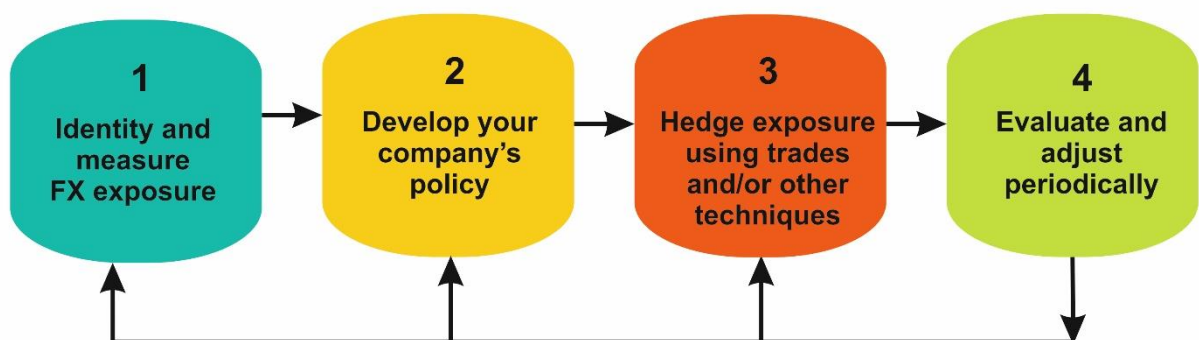 1
Identity and
measure
FX exposure
2
Develop your
company's
policy
3
Hedge exposure
using trades
and/or other
techniques
4
Evaluate and
adjust
periodically